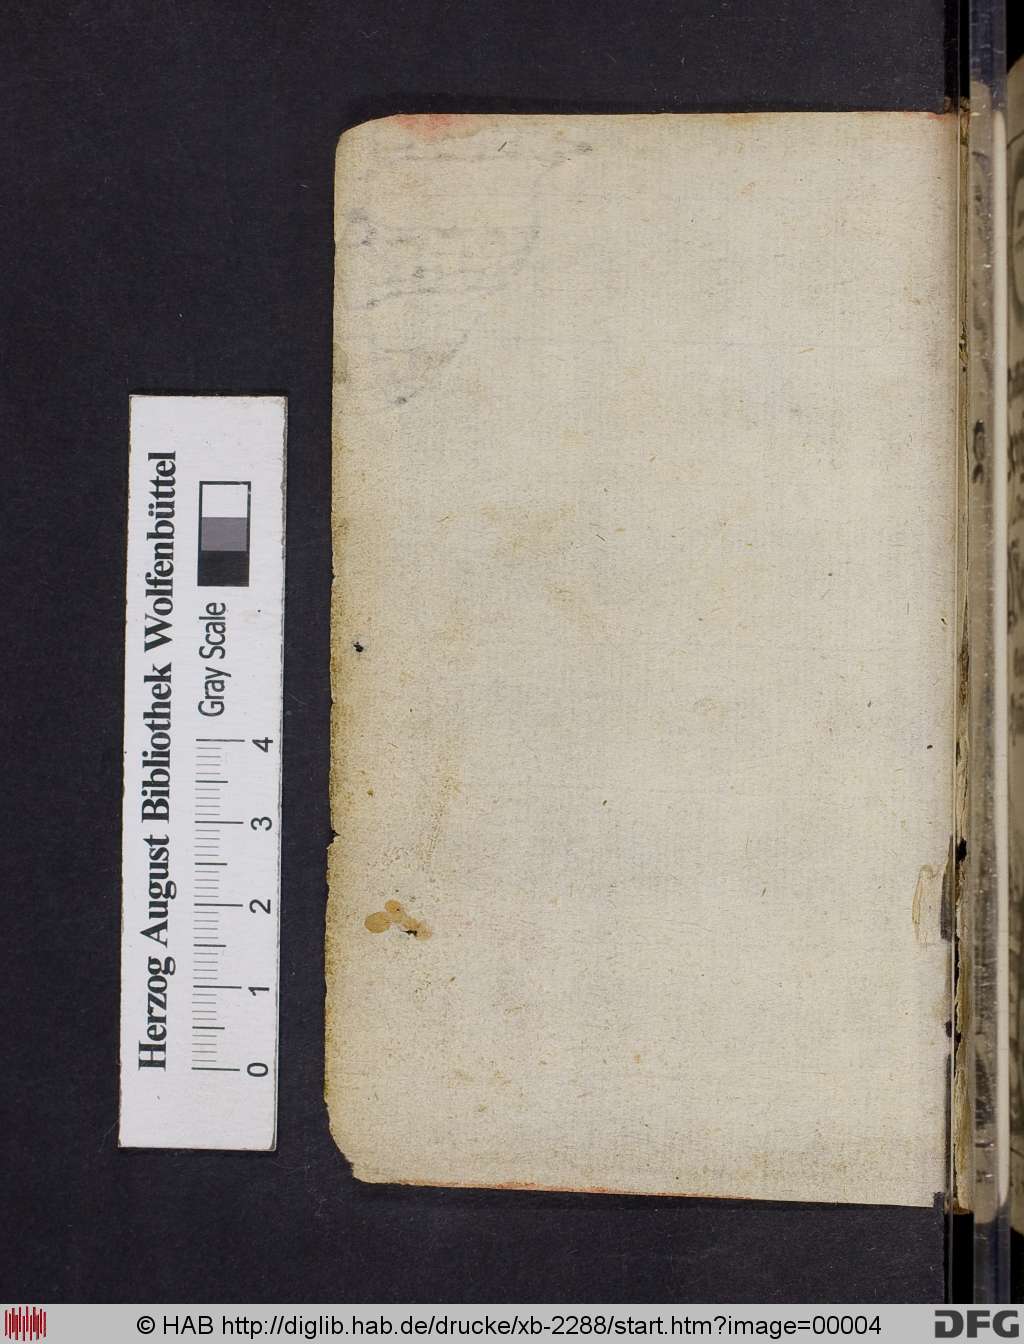 Herzog August Bibliothek Wolfenbüttel
Gray Scale
0 1 2 3 4
© HAB http://diglib.hab.de/drucke/xb-2288/start.htm?image=00004
DFG